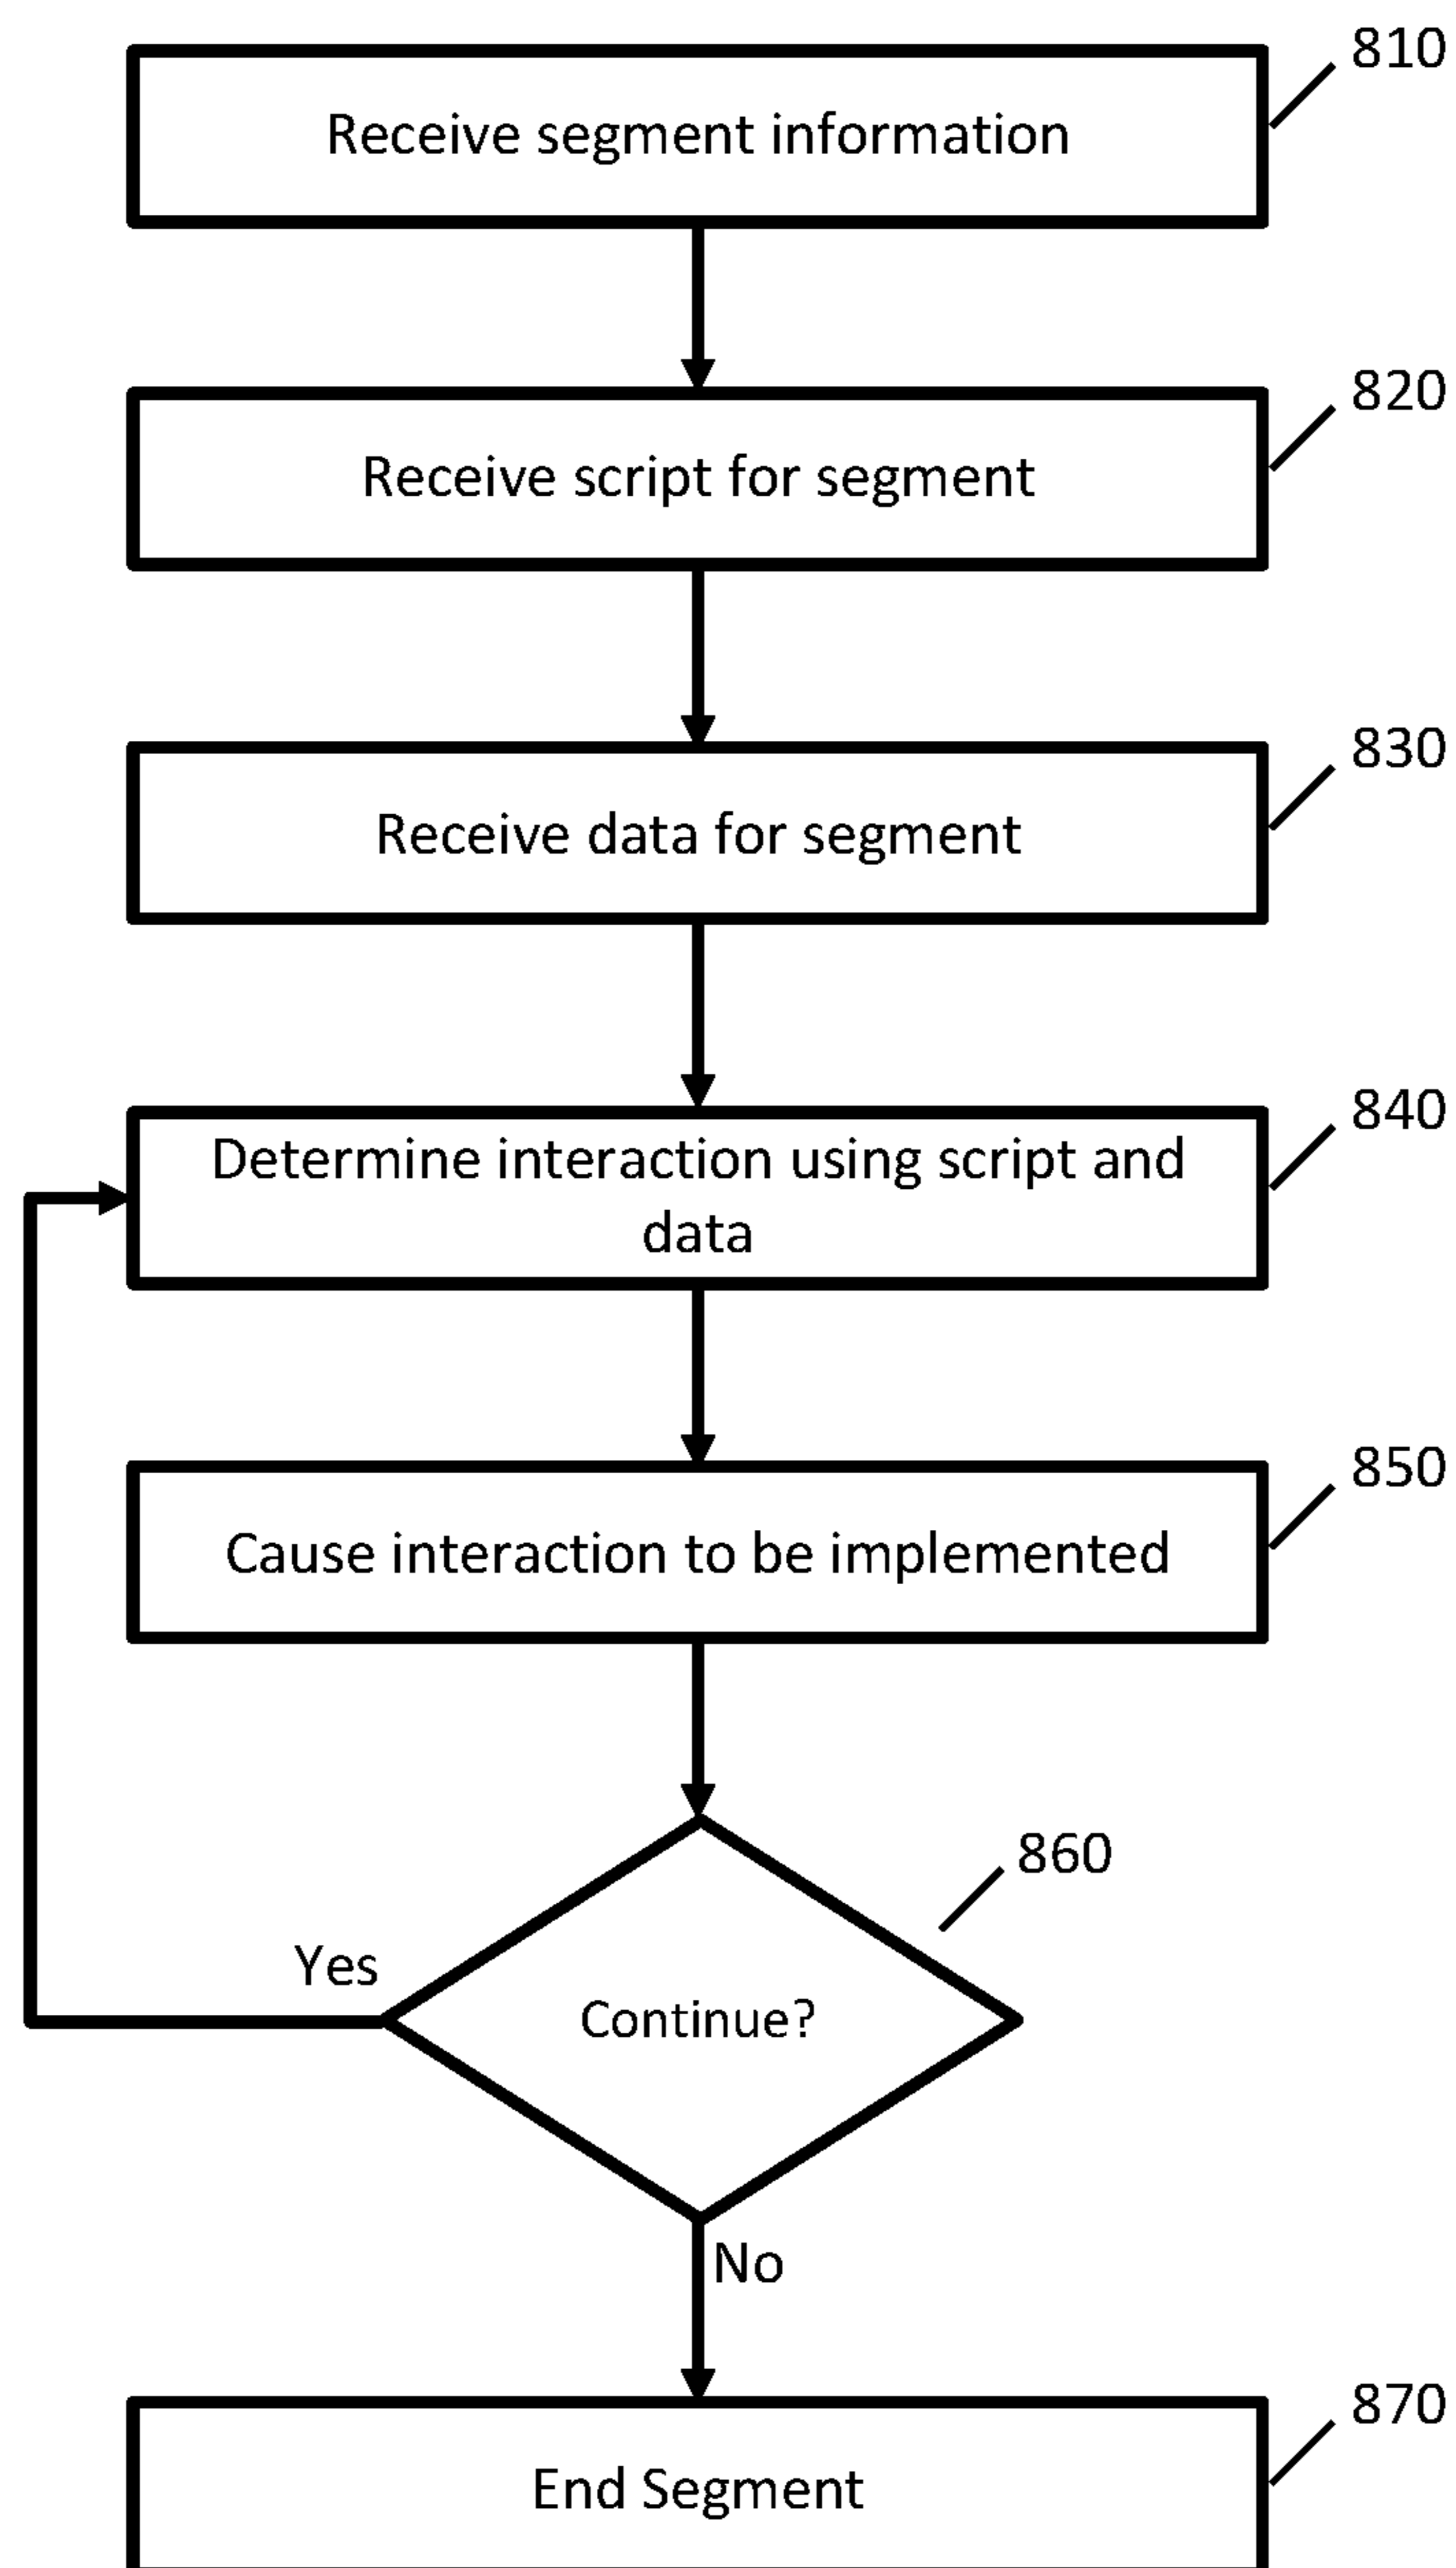 810
Receive segment information
820
Receive script for segment
830
Receive data for segment
840
Determine interaction using script and
data
850
Cause interaction to be implemented
860
Yes
Continue?
No
870
End Segment